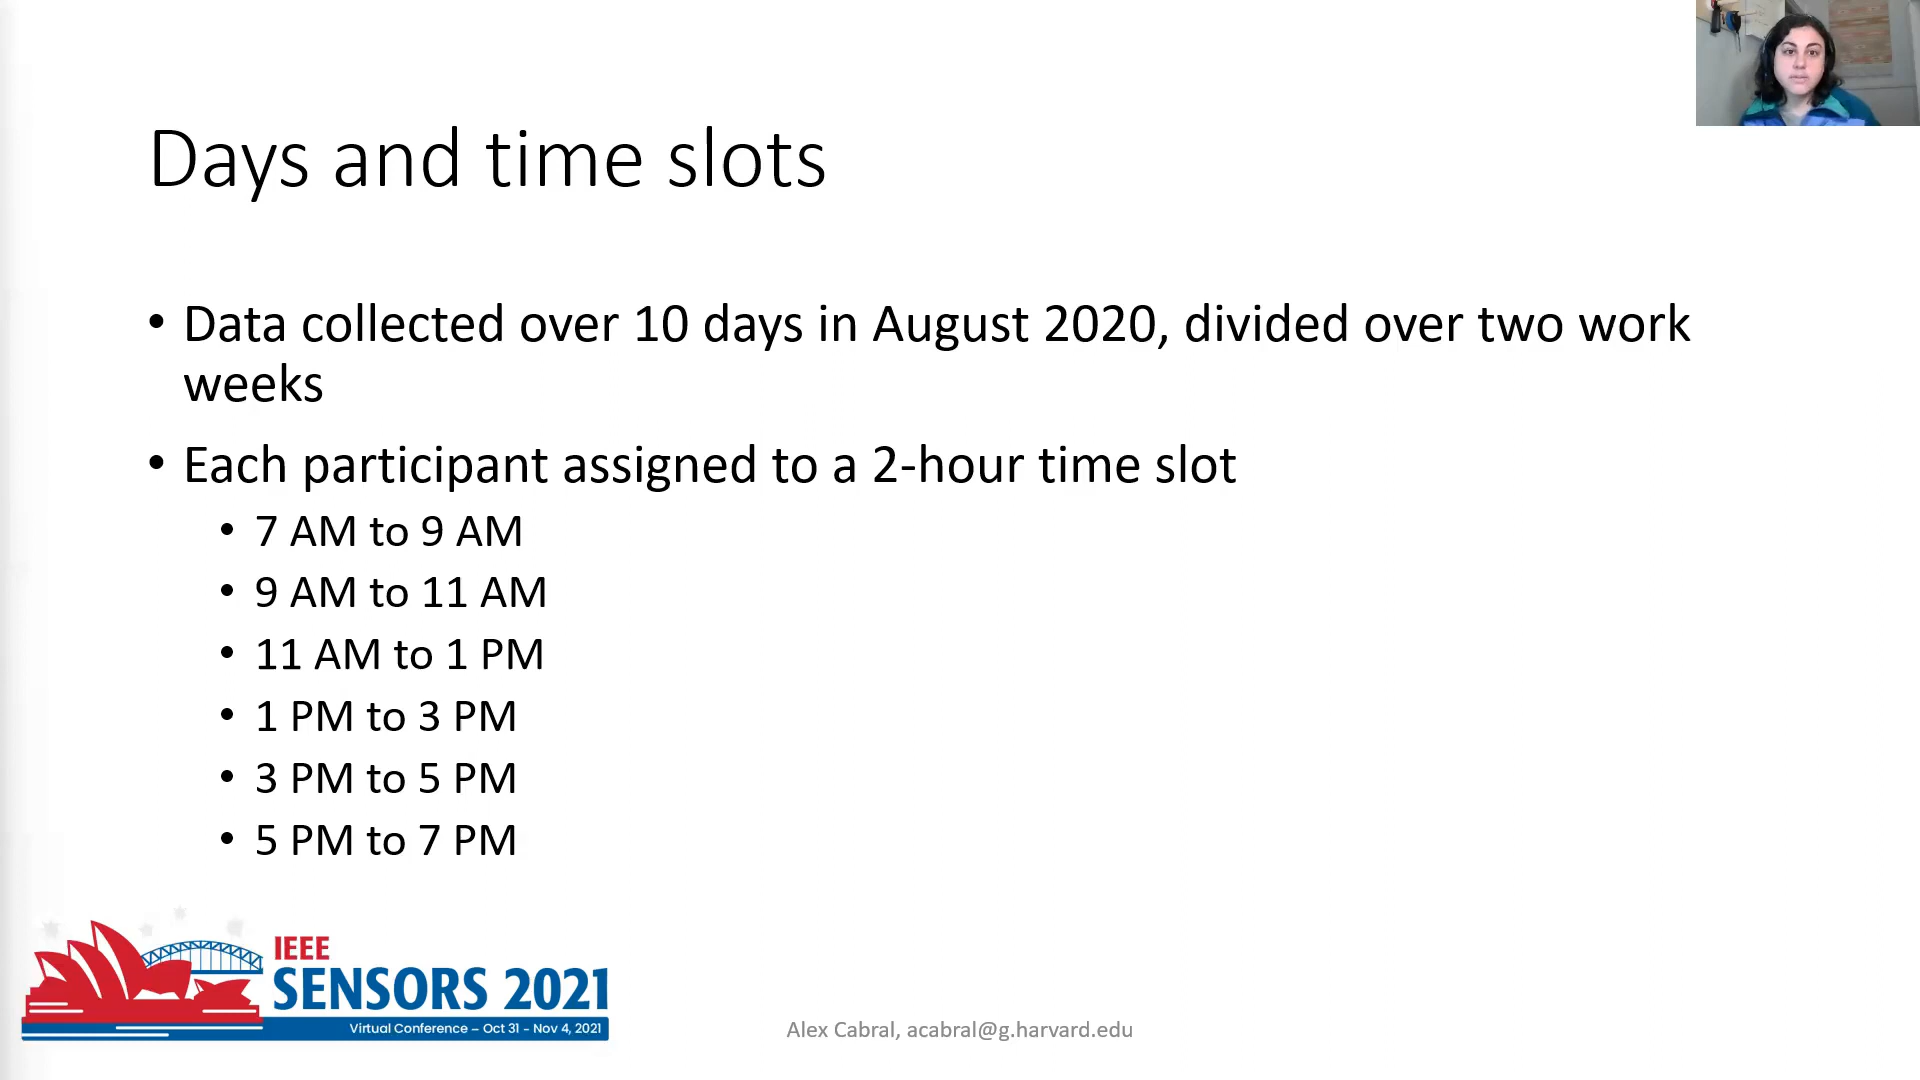 Days and time slots
• Data collected over 10 days in August 2020, divided over two work
weeks
• Each participant assigned to a 2-hour time slot
• 7 AM to 9 AM
• 9 AM to 11 AM
• 11 AM to 1 PM
• 1 PM to 3 PM
• 3 PM to 5 PM
• 5 PM to 7 PM
IEEE
SENSORS 2021
Virtual Conference – Oct 31 - Nov 4, 2021
Alex Cabral, acabral@g.harvard.edu